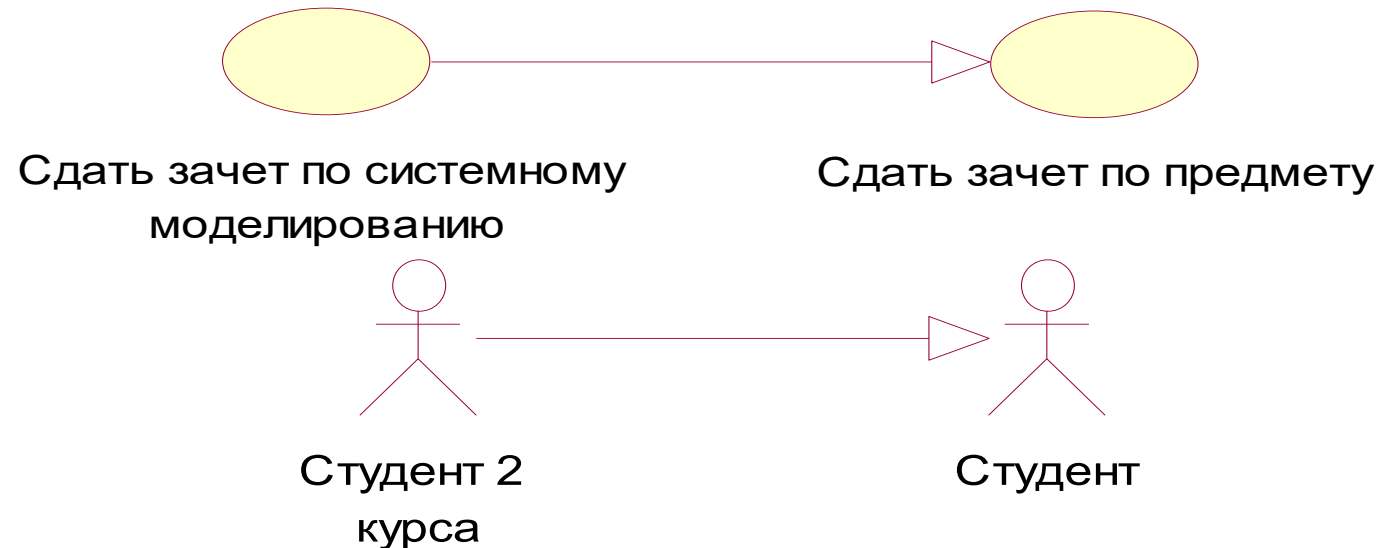 Сдать зачет по системному
моделированию
Сдать зачет по предмету
Студент 2
курса
Студент